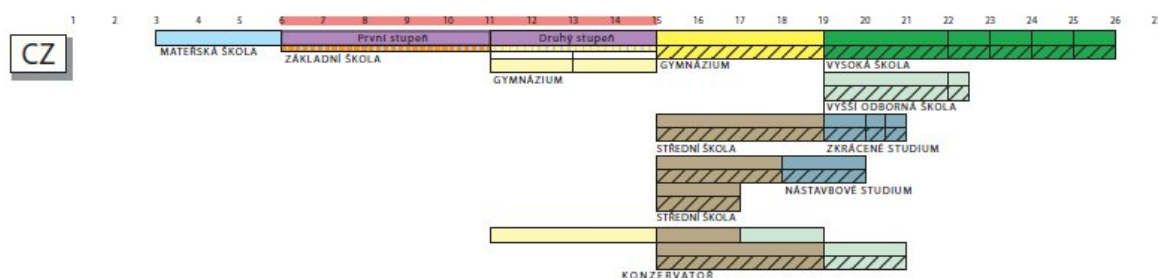 1 2 3 4 5 6 7 8 9 10 11 12 13 14 15 16 17 18 19 20 21 22 23 24 25 26 2
CZ
První stupeň Druhý stupeň
MATEŘSKÁ ŠKOLA
ZÁKLADNÍ ŠKOLA
GYMNÁZIUM
GYMNÁZIUM
VYSOKÁ ŠKOLA
VYŠŠÍ ODBORNÁ ŠKOLA
STŘEDNÍ ŠKOLA
ZKRÁCENÉ STUDIUM
NÁSTAVBOVÉ STUDIUM
STŘEDNÍ ŠKOLA
KONZERVATOŘ